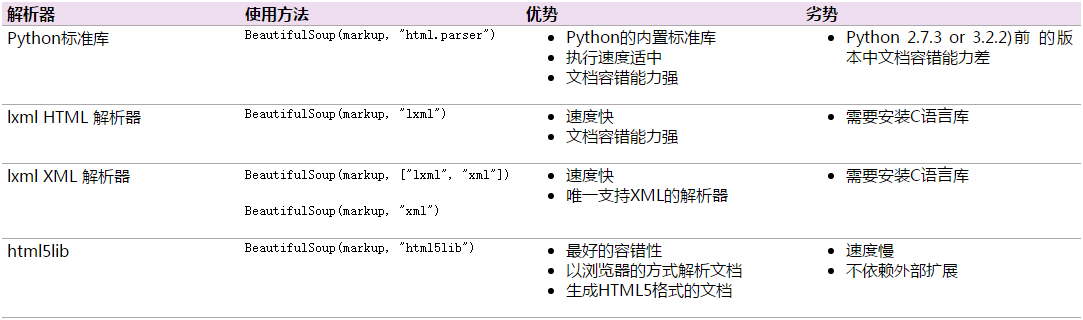 解析器 使用方法 优势 劣势
Python标准库 BeautifulSoup(markup, "html.parser") • Python的内置标准库 • Python 2.7.3 or 3.2.2)前 的版
• 执行速度适中 本中文档容错能力差
• 文档容错能力强
lxml HTML 解析器 BeautifulSoup(markup, "lxml") • 速度快 • 需要安装C语言库
• 文档容错能力强
lxml XML 解析器 BeautifulSoup(markup, ["lxml", "xml"]) • 速度快 • 需要安装C语言库
• 唯一支持XML的解析器
BeautifulSoup(markup, "xml")
html5lib BeautifulSoup(markup, "html5lib") • 最好的容错性 • 速度慢
• 以浏览器的方式解析文档 • 不依赖外部扩展
• 生成HTML5格式的文档